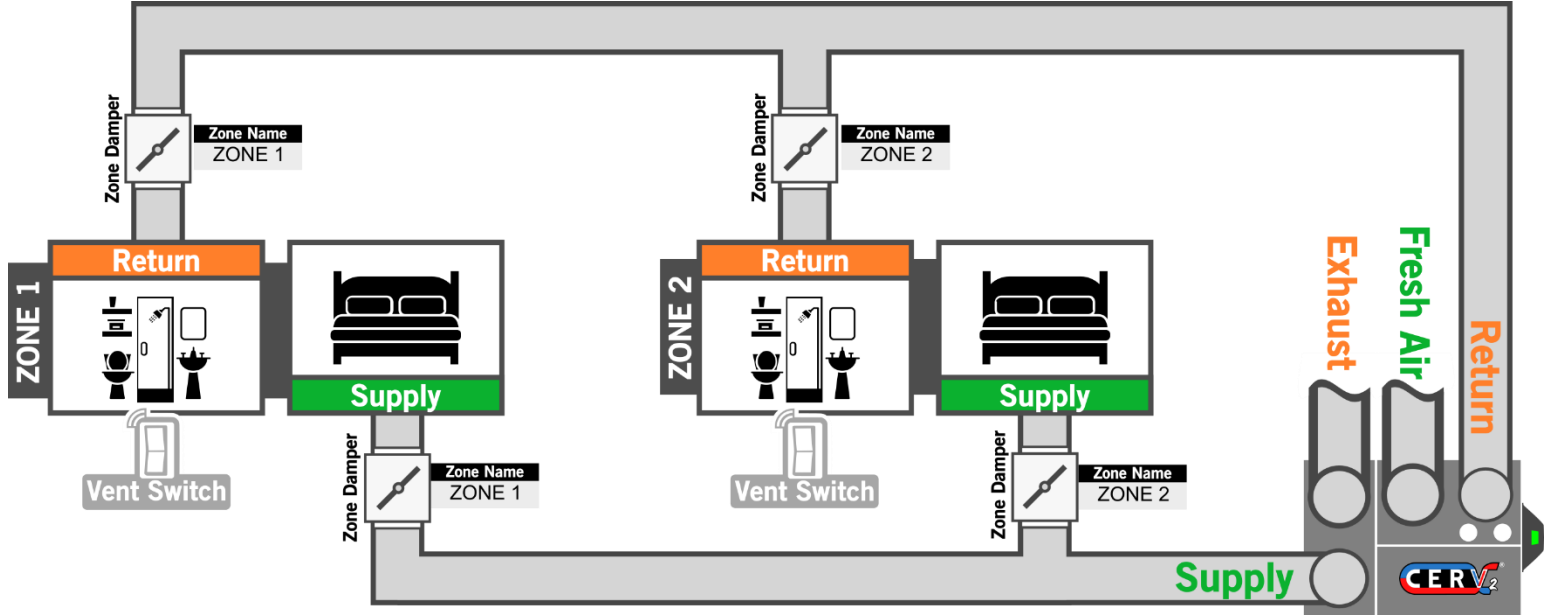 Zone Damper
Zone Name
ZONE 1
Zone Damper
Zone Name
ZONE 2
ZONE 1
Return
Supply
Vent Switch
Zone Damper
Zone Name
ZONE 1
ZONE 2
Return
Supply
Vent Switch
Zone Damper
Zone Name
ZONE 2
Exhaust
Fresh Air
Return
Supply
CERV2®